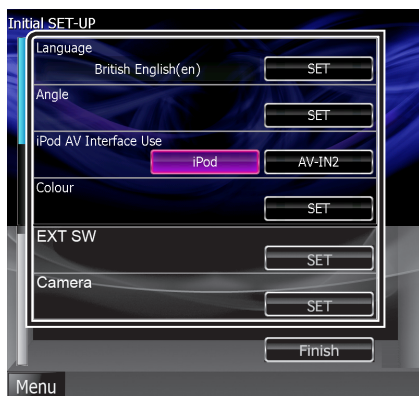 Initial SET-UP
Language
British English(en) SET
Angle
SET
iPod AV Interface Use
iPod AV-IN2
Colour
SET
EXT SW
SET
Camera
SET
Finish
Menu